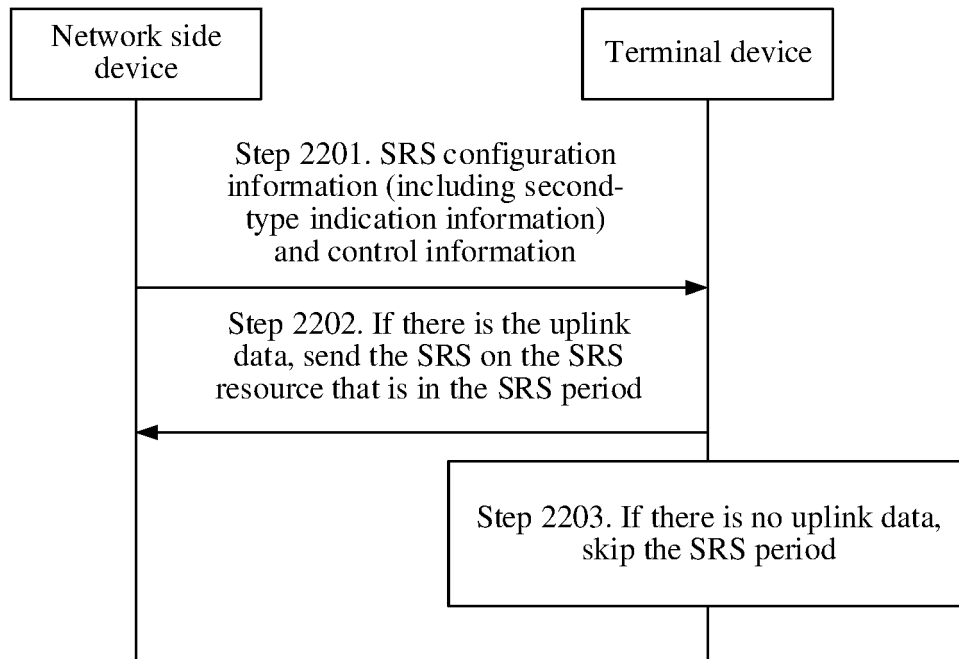 Network side
device
Terminal device
Step 2201. SRS configuration
information (including second-
type indication information)
and control information
Step 2202. If there is the uplink
data, send the SRS on the SRS
resource that is in the SRS period
Step 2203. If there is no uplink data,
skip the SRS period